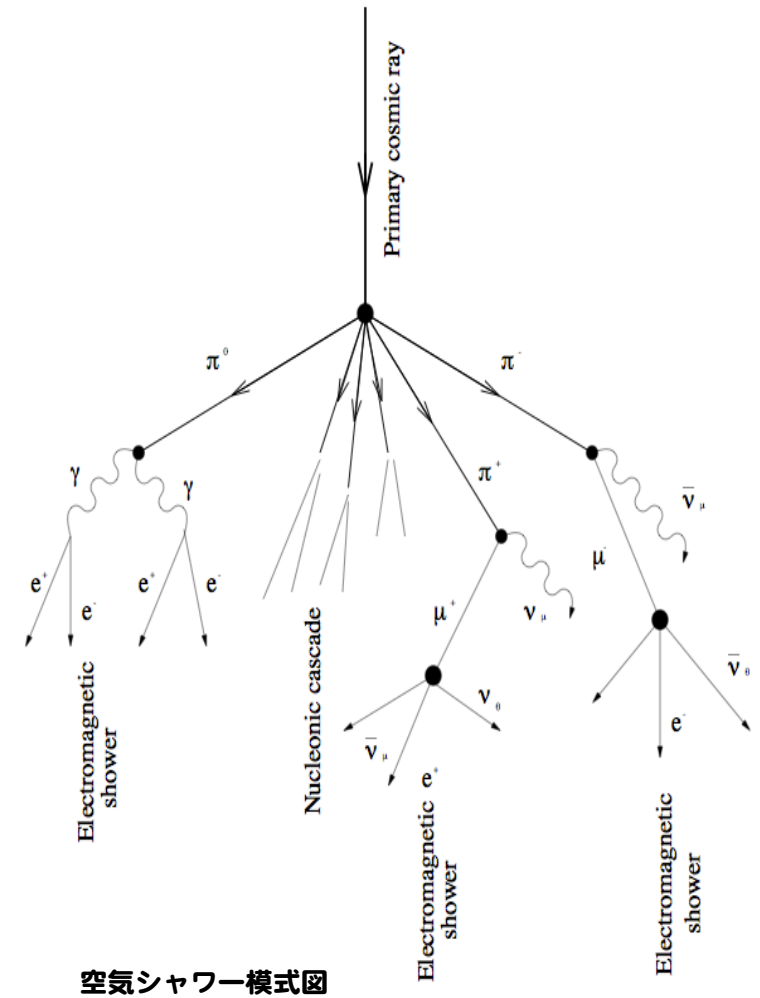 Primary cosmic ray
π⁰
π⁻
γ
γ
π⁺
ν̄μ
e⁺
e⁻
e⁺
e⁻
μ⁺
νμ
μ⁻
ν̄θ
νθ
ν̄μ
e⁺
e⁻
Nucleonic cascade
Electromagnetic
shower
Electromagnetic
shower
Electromagnetic
shower
空気シャワー模式図